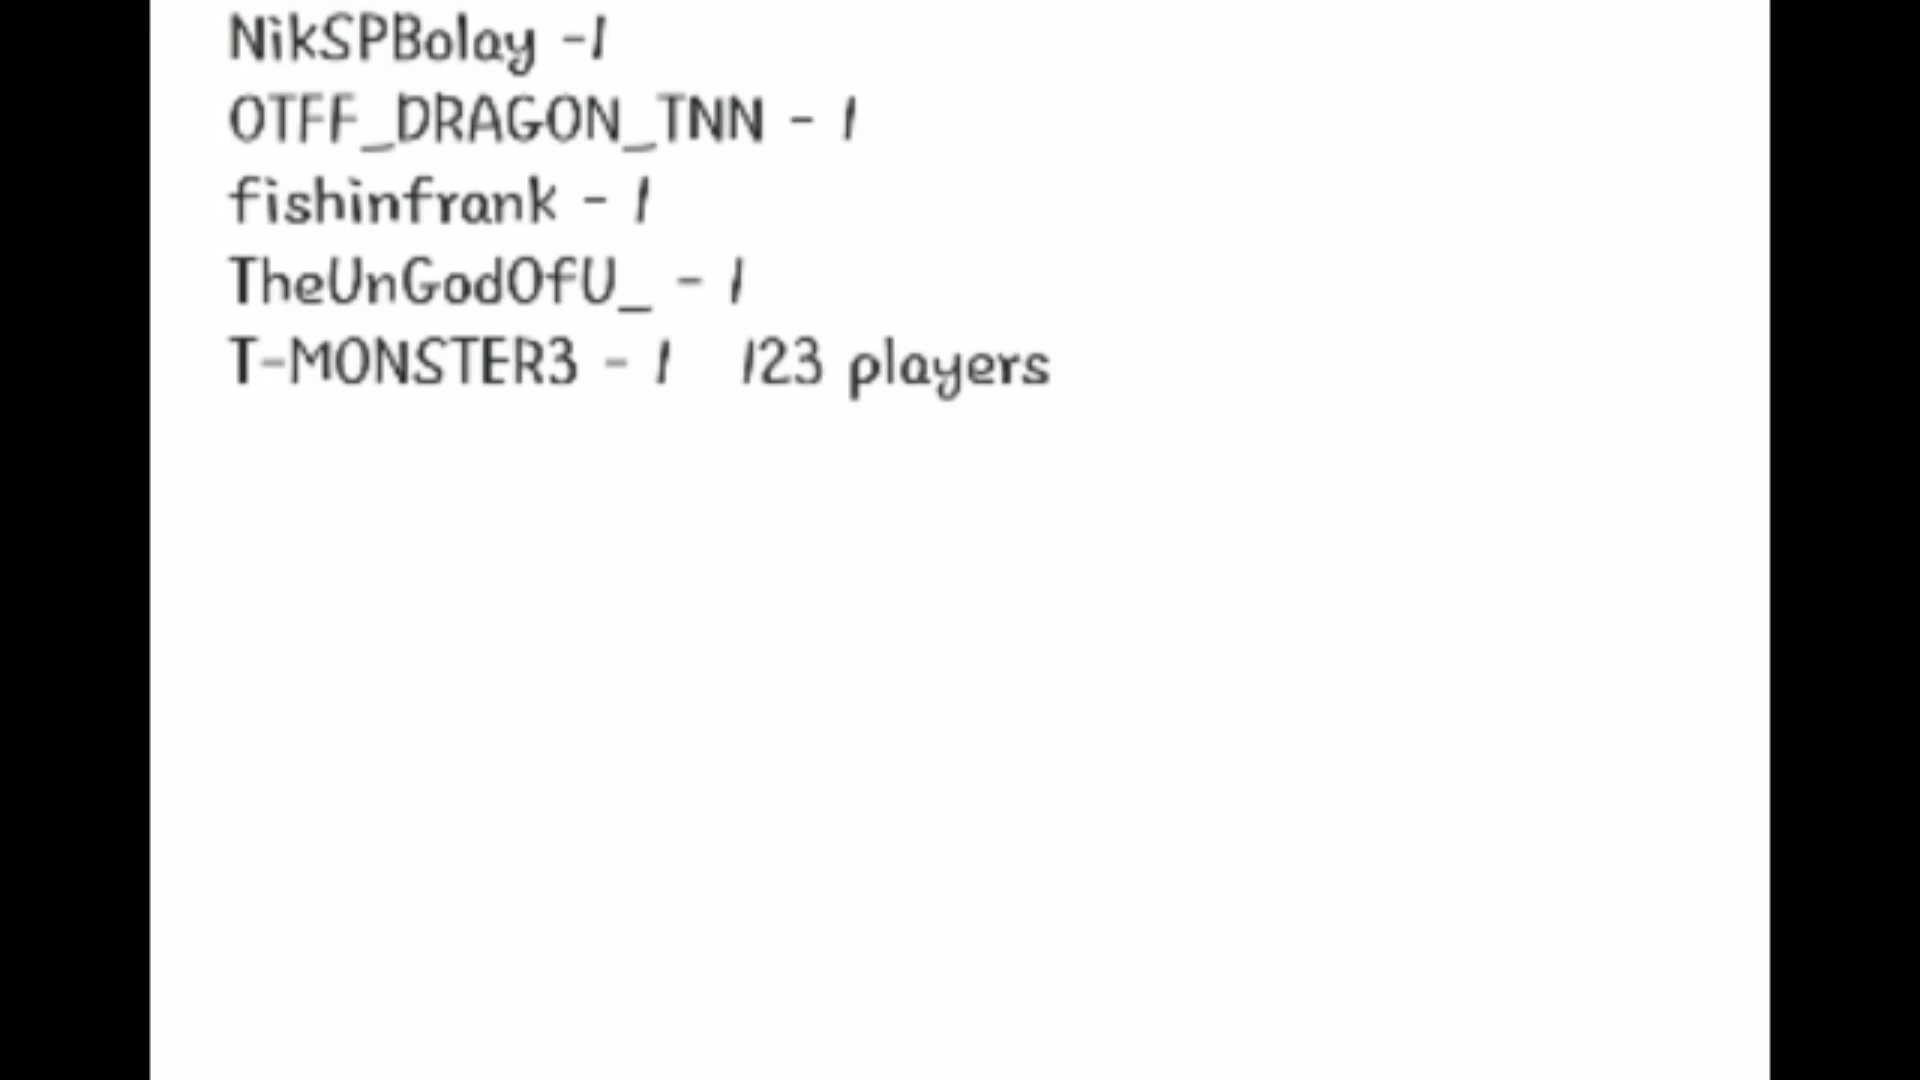 NikSPBolay -1
OTFF_DRAGON_TNN - 1
fishinfrank - 1
TheUnGodOfU_ - 1
T-MONSTER3 - 1 123 players